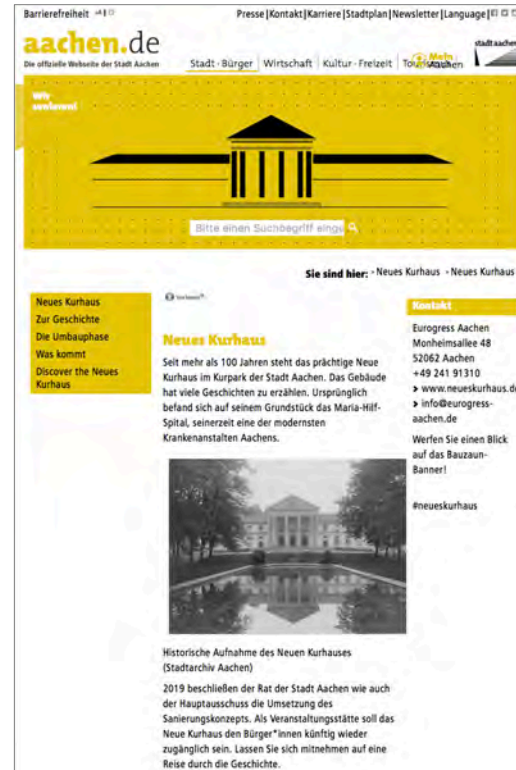 Barrierefreiheit
Presse|Kontakt|Karriere|Stadtplan|Newsletter|Language|
aachen.de
Die offizielle Webseite der Stadt Aachen
Stadt · Bürger | Wirtschaft | Kultur · Freizeit |
Mein Aachen
stadt aachen
Wir
sanieren!
Bitte einen Suchbegriff einge
Sie sind hier: Neues Kurhaus Neues Kurhaus
Neues Kurhaus
Zur Geschichte
Die Umbauphase
Was kommt
Discover the Neues
Kurhaus
Neues Kurhaus
Seit mehr als 100 Jahren steht das prächtige Neue
Kurhaus im Kurpark der Stadt Aachen. Das Gebäude
hat viele Geschichten zu erzählen. Ursprünglich
befand sich auf seinem Grundstück das Maria-Hilf-
Spital, seinerzeit eine der modernsten
Krankenanstalten Aachens.
Historische Aufnahme des Neuen Kurhauses
(Stadtarchiv Aachen)
2019 beschließen der Rat der Stadt Aachen wie auch
der Hauptausschuss die Umsetzung des
Sanierungskonzepts. Als Veranstaltungsstätte soll das
Neue Kurhaus den Bürger*innen künftig wieder
zugänglich sein. Lassen Sie sich mitnehmen auf eine
Reise durch die Geschichte.
Kontakt
Eurogress Aachen
Monheimsallee 48
52062 Aachen
+49 241 91310
> www.neueskurhaus.de
> info@eurogress-
aachen.de
Werfen Sie einen Blick
auf das Bauzaun-
Banner!
#neueskurhaus